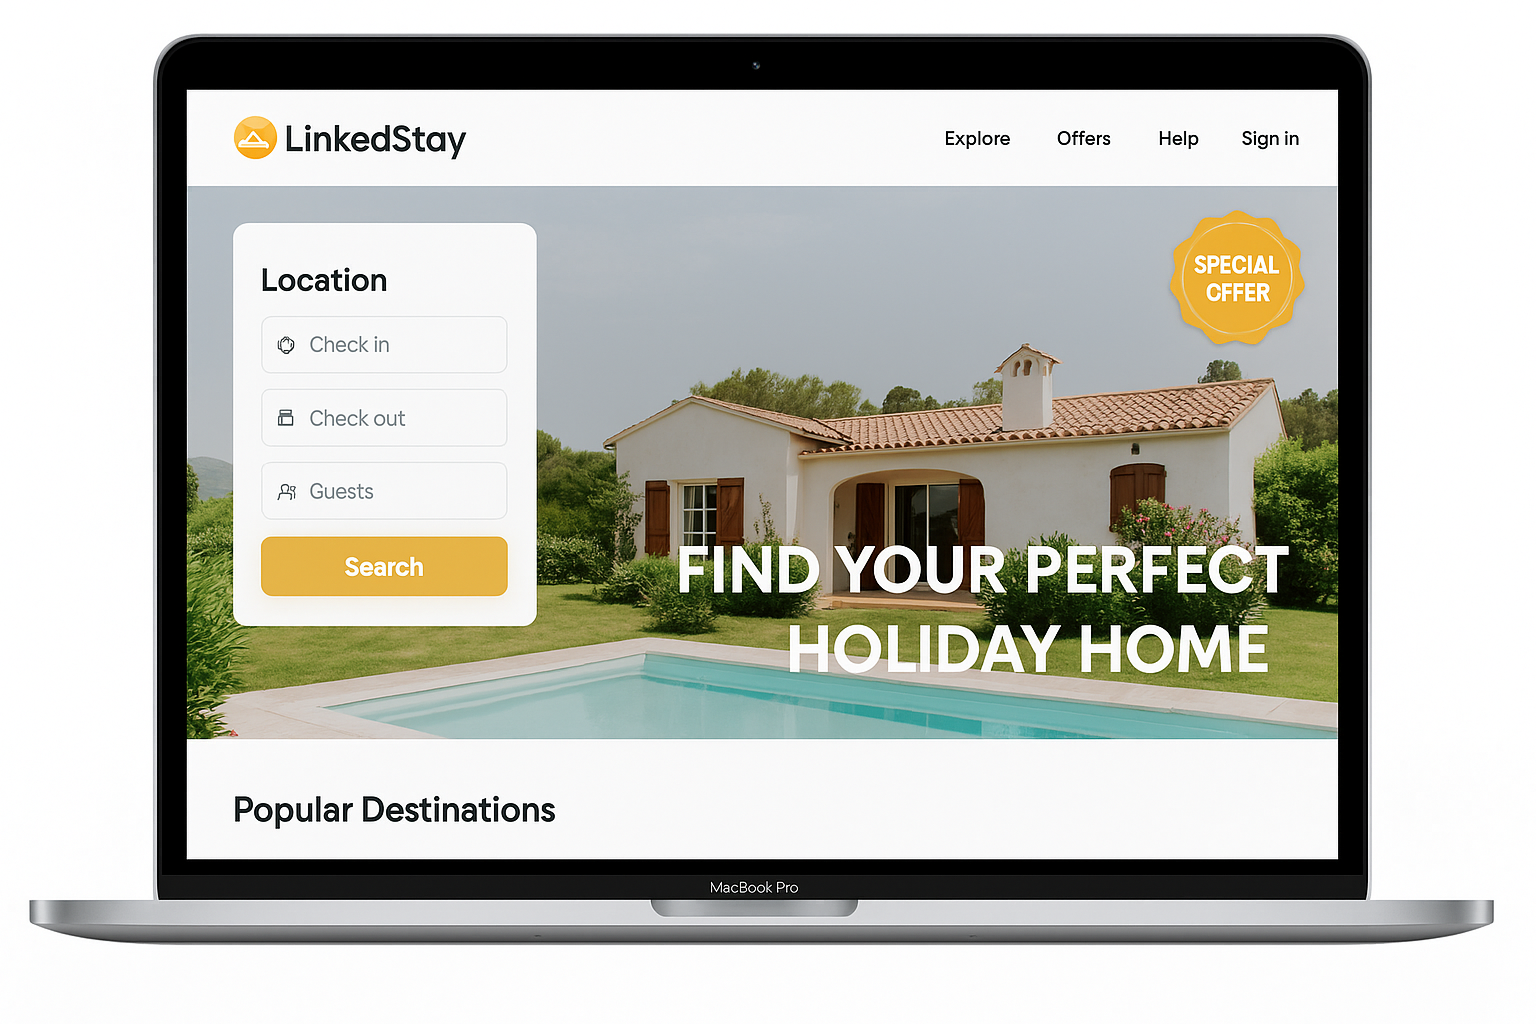 LinkedStay
Explore Offers Help Sign in
Location
Check in
Check out
Guests
Search
SPECIAL
CFFER
FIND YOUR PERFECT
HOLIDAY HOME
Popular Destinations
MacBook Pro